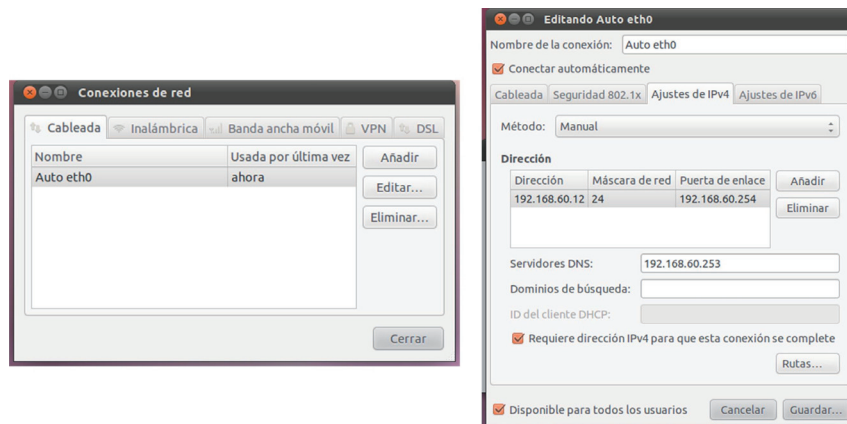 Conexiones de red
Cableada Inalámbrica Banda ancha móvil VPN DSL
Nombre Usada por última vez
Auto eth0 ahora
Añadir
Editar...
Eliminar...
Cerrar
Editando Auto eth0
Nombre de la conexión: Auto eth0
Conectar automáticamente
Cableada Seguridad 802.1x Ajustes de IPv4 Ajustes de IPv6
Método: Manual
Dirección
Dirección Máscara de red Puerta de enlace Añadir
192.168.60.12 24 192.168.60.254 Eliminar
Servidores DNS: 192.168.60.253
Dominios de búsqueda:
ID del cliente DHCP:
Requiere dirección IPv4 para que esta conexión se complete
Rutas...
Disponible para todos los usuarios Cancelar Guardar...